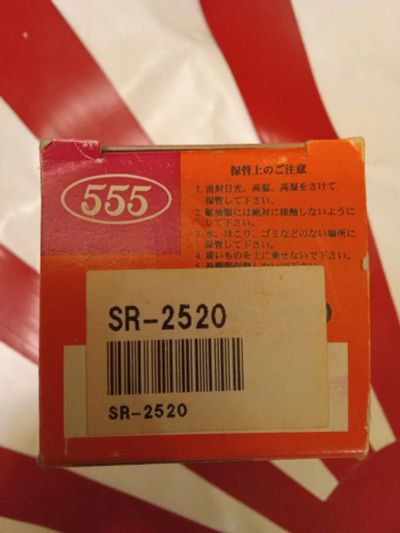 555
保管上のご注意
1. 直射日光、高温、高湿をさけて
保管して下さい。
2. 鉱油類には絶対に接触しないように
して下さい。
3. 水、ほこり、ゴミなどのない場所に
保管して下さい。
4. 重いものを上に乗せないで下さい。
SR-2520
SR-2520